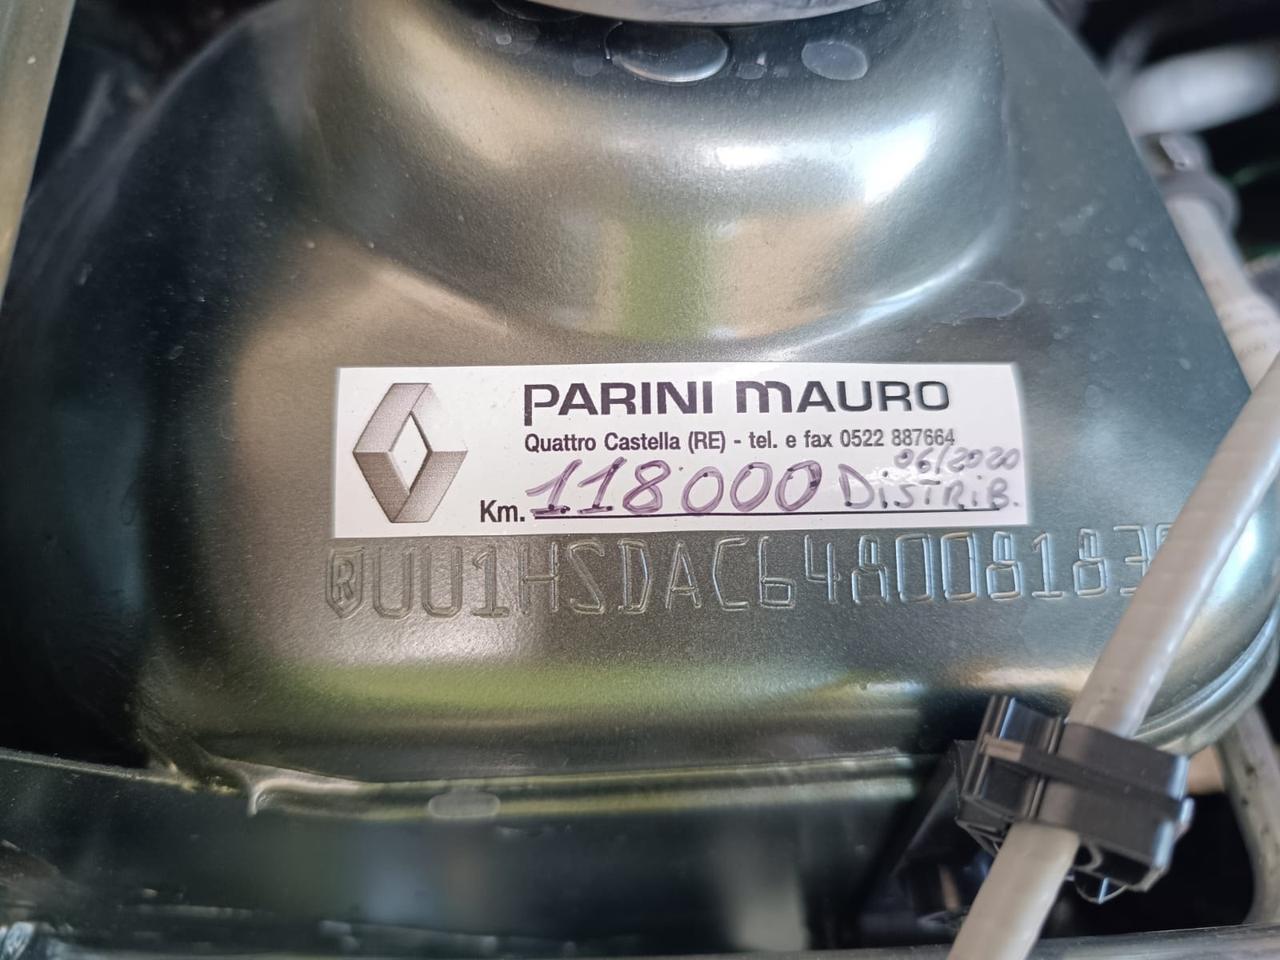 PARINI MAURO
Quattro Castella (RE) - tel. e fax 0522 887664
06/2020
Km. 118000 DISTRIB.
UU1HSDAC648008183